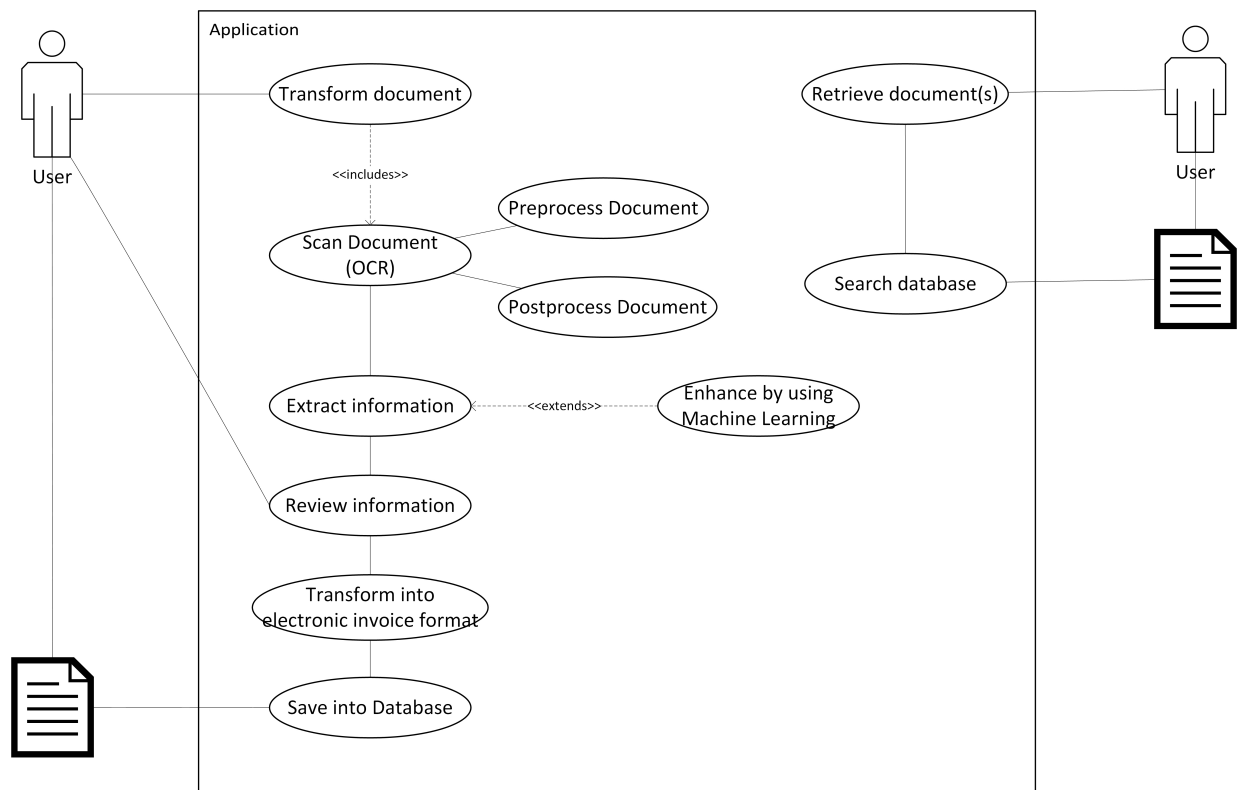 Application
Transform document
Retrieve document(s)
User
User
<<includes>>
Preprocess Document
Scan Document
(OCR)
Search database
Postprocess Document
Extract information
<<extends>>
Enhance by using
Machine Learning
Review information
Transform into
electronic invoice format
Save into Database